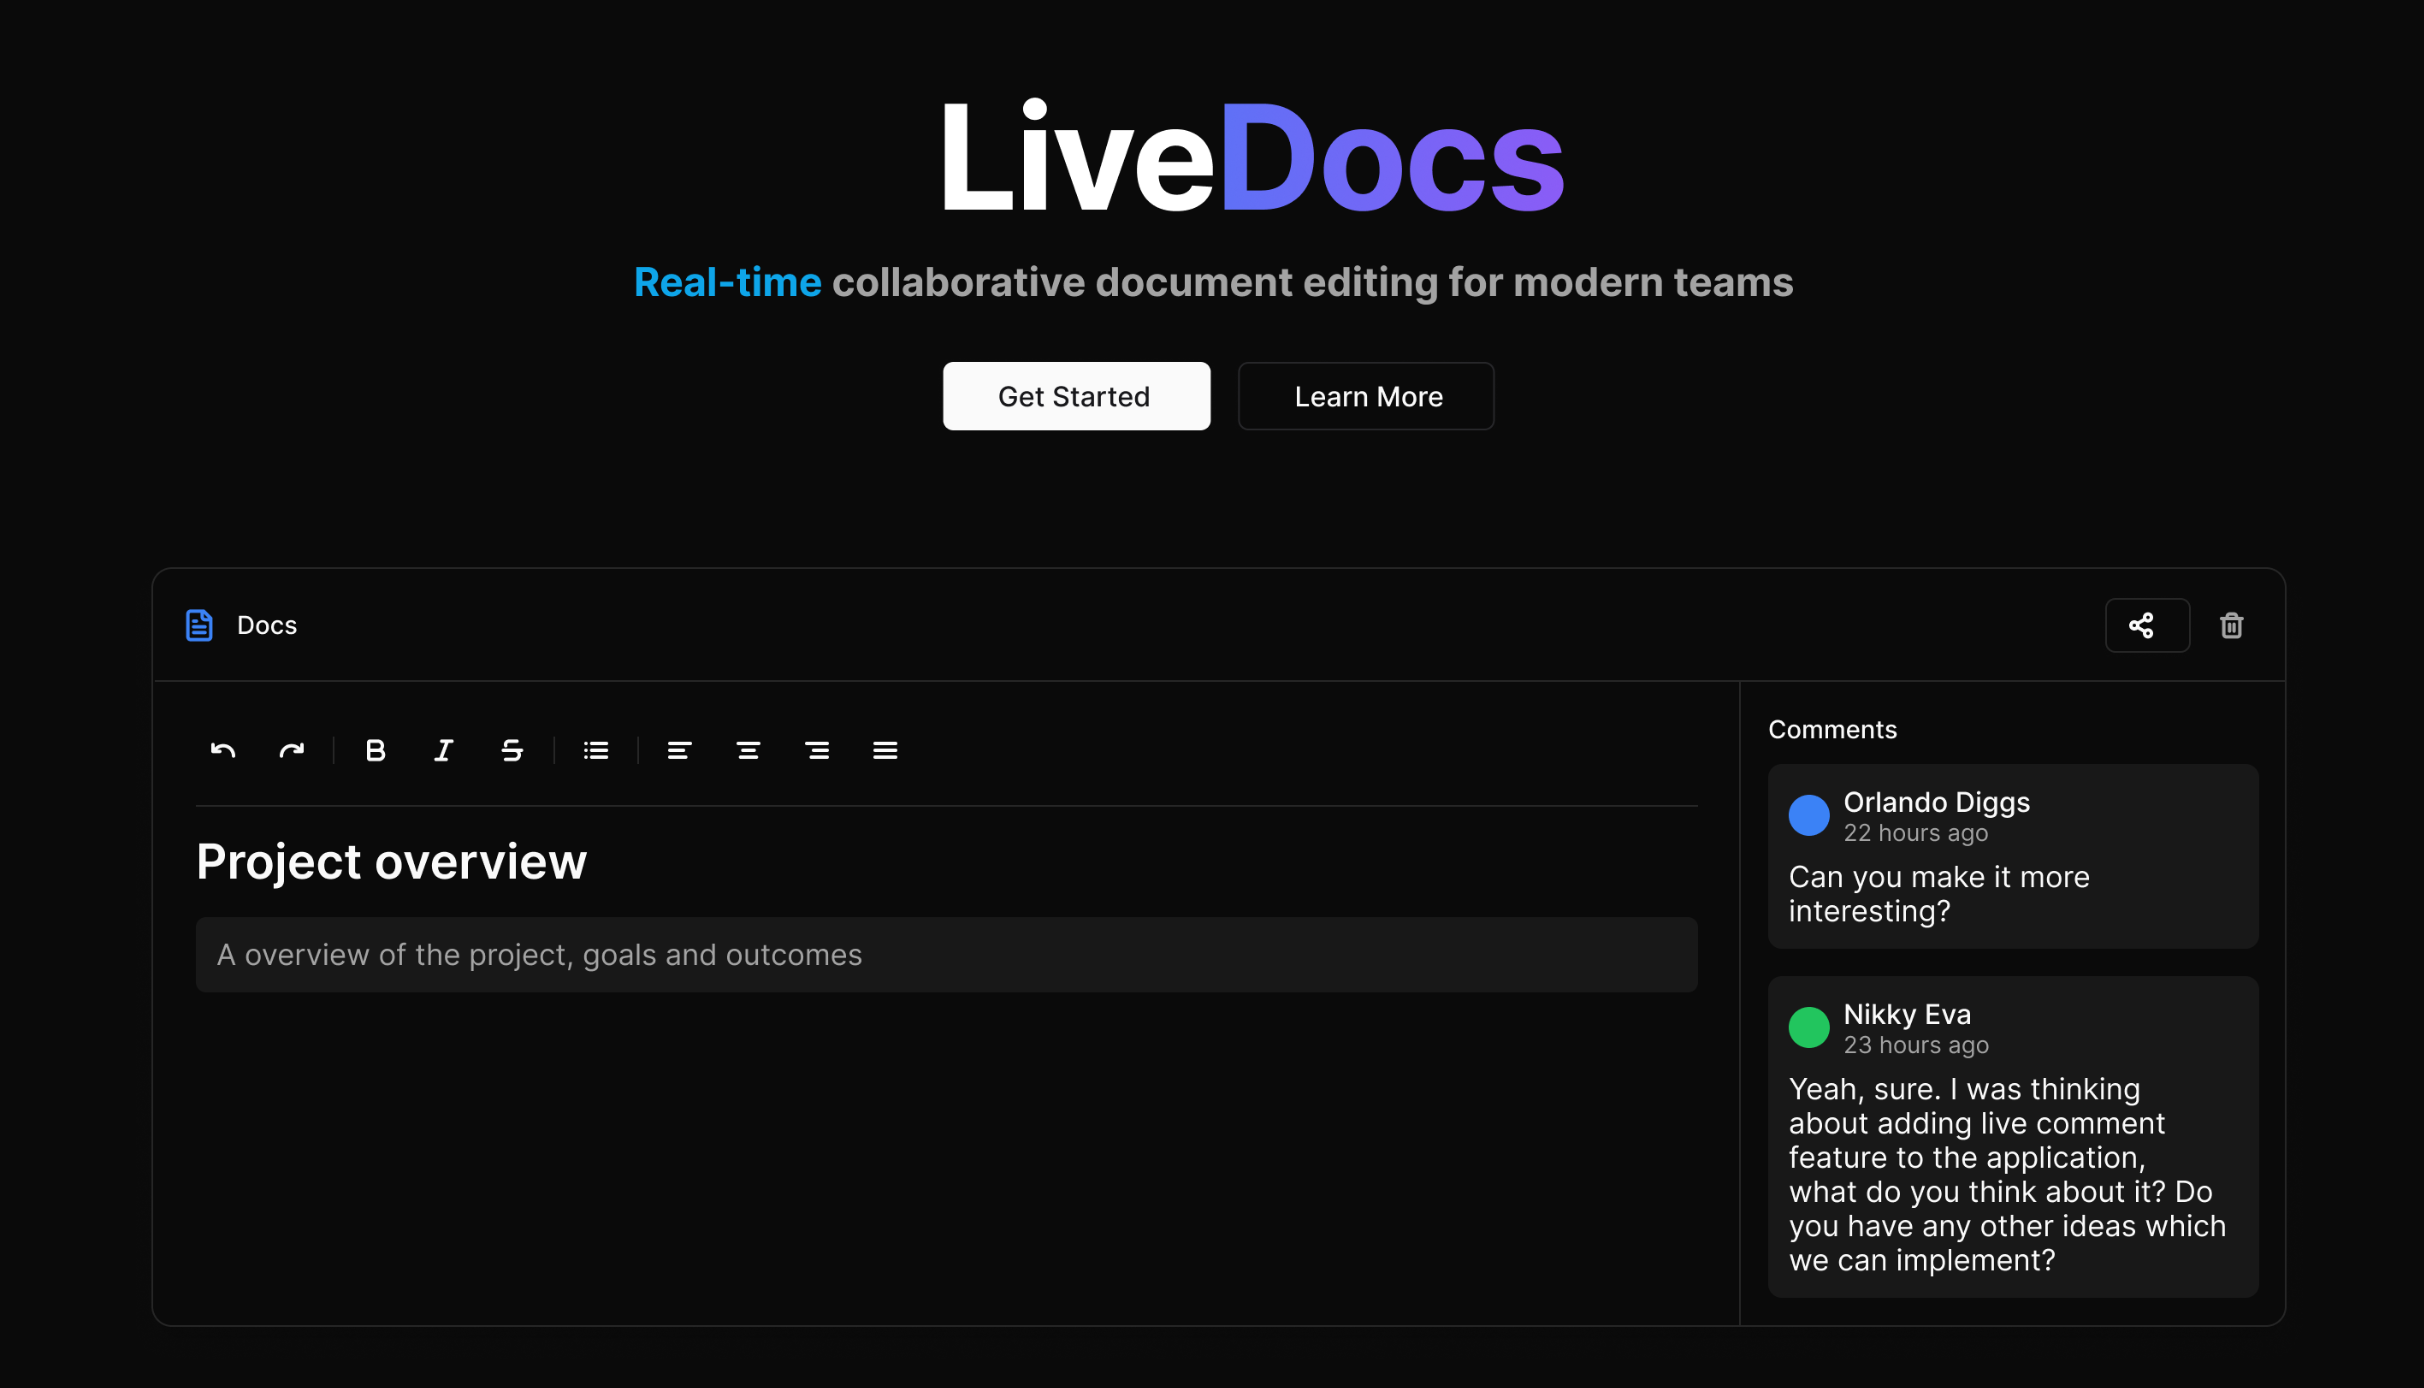 LiveDocs
Real-time collaborative document editing for modern teams
Get Started
Learn More
Docs
Project overview
A overview of the project, goals and outcomes
Comments
Orlando Diggs
22 hours ago
Can you make it more
interesting?
Nikky Eva
23 hours ago
Yeah, sure. I was thinking
about adding live comment
feature to the application,
what do you think about it? Do
you have any other ideas which
we can implement?